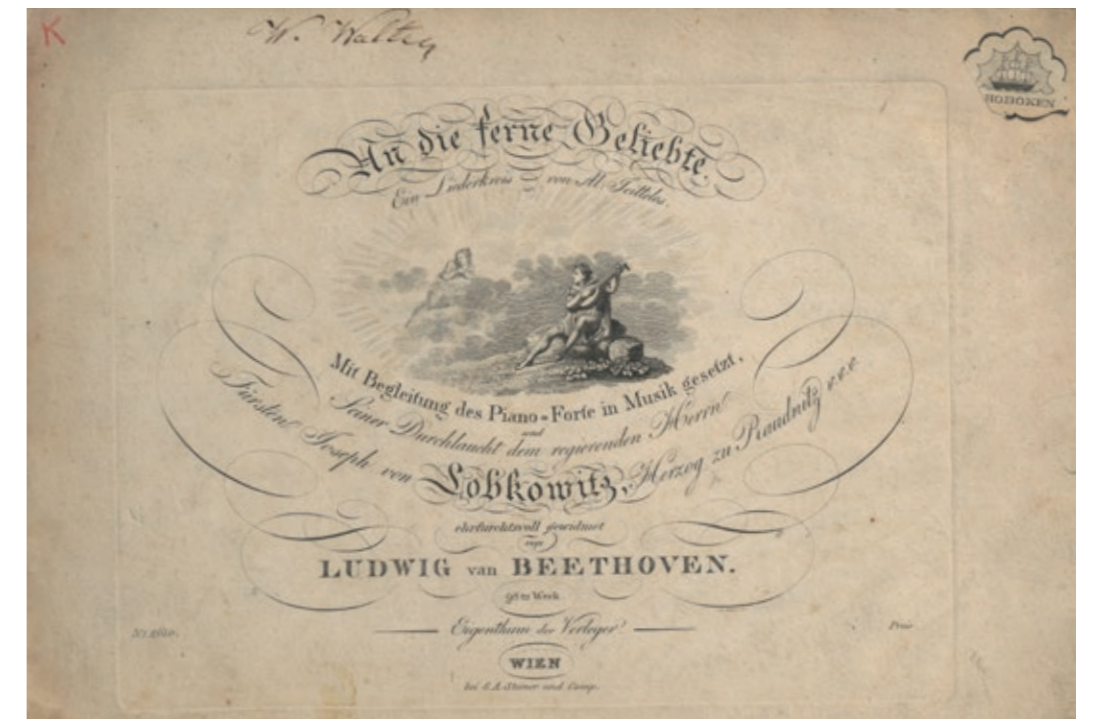 K
W. Walter
HOBOKEN
An die ferne Geliebte.
Ein Liederkreis von Al. Jeitteles.
Mit Begleitung des Piano-Forte in Musik gesetzt,
und
Seiner Durchlaucht dem regierenden Herrn
Fürsten Joseph von Lobkowitz, Herzog zu Raudnitz &.&.&.
ehrfurchtsvoll gewidmet
von
LUDWIG van BEETHOVEN.
98tes Werk
Eigenthum der Verleger.
No. 2610. Preis
WIEN
bei S. A. Steiner und Comp.